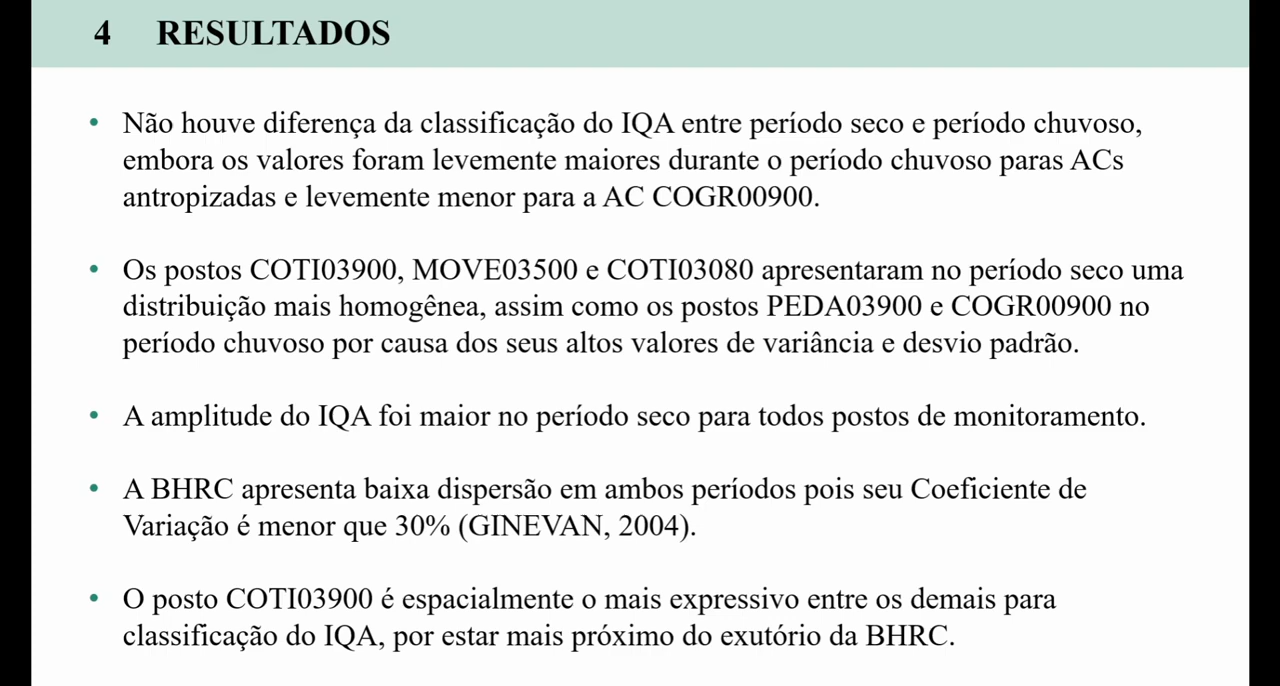 4 RESULTADOS
• Não houve diferença da classificação do IQA entre período seco e período chuvoso,
embora os valores foram levemente maiores durante o período chuvoso paras ACs
antropizadas e levemente menor para a AC COGR00900.
• Os postos COTI03900, MOVE03500 e COTI03080 apresentaram no período seco uma
distribuição mais homogênea, assim como os postos PEDA03900 e COGR00900 no
período chuvoso por causa dos seus altos valores de variância e desvio padrão.
• A amplitude do IQA foi maior no período seco para todos postos de monitoramento.
• A BHRC apresenta baixa dispersão em ambos períodos pois seu Coeficiente de
Variação é menor que 30% (GINEVAN, 2004).
• O posto COTI03900 é espacialmente o mais expressivo entre os demais para
classificação do IQA, por estar mais próximo do exutório da BHRC.